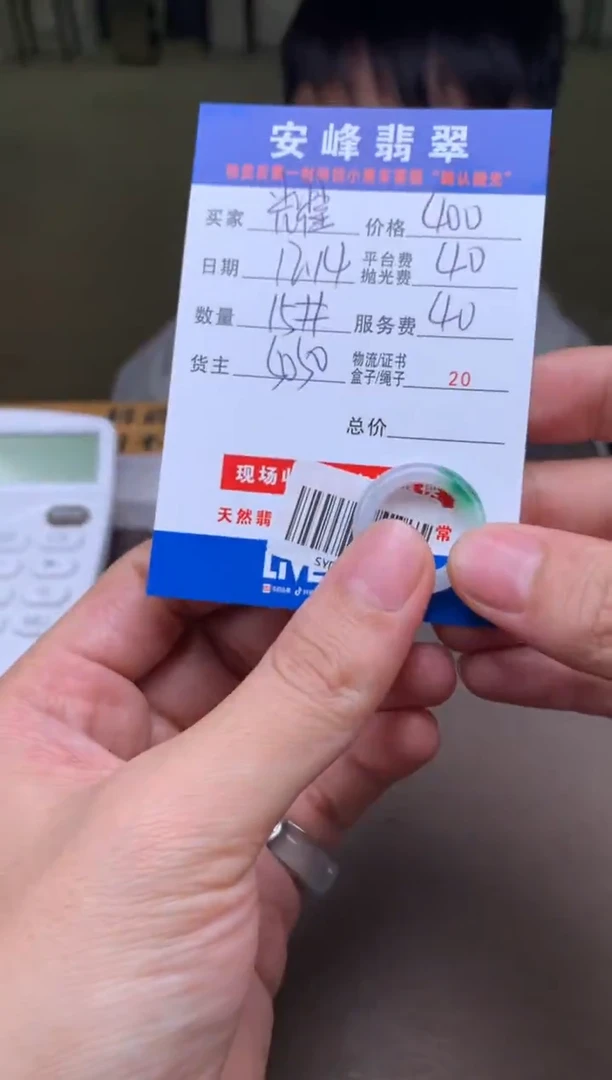 安峰翡翠
买家 价格 400
日期 12.14 平台费 抛光费 40
数量 15# 服务费 40
货主 物流/证书 盒子/绳子 20
总价
现场
天然翡 常
LIVE